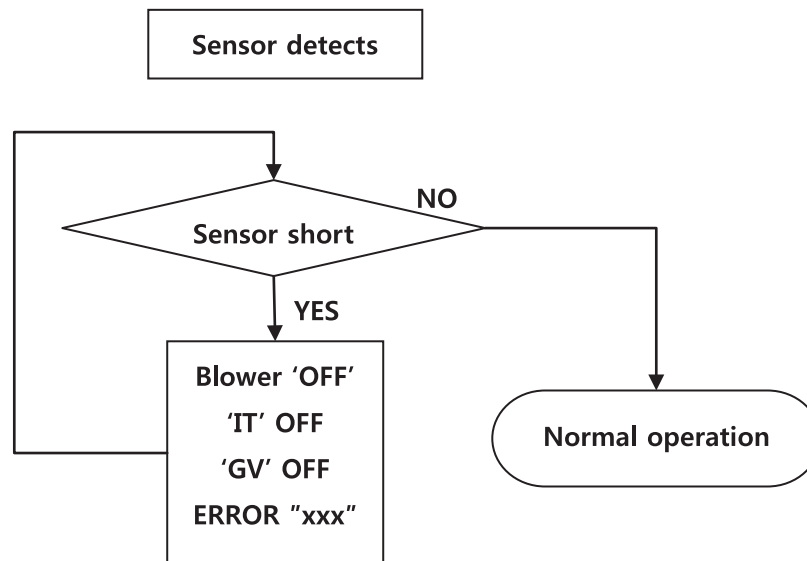 Sensor detects
NO
Sensor short
YES
Blower ‘OFF’
‘IT’ OFF
‘GV’ OFF
ERROR ”xxx”
Normal operation